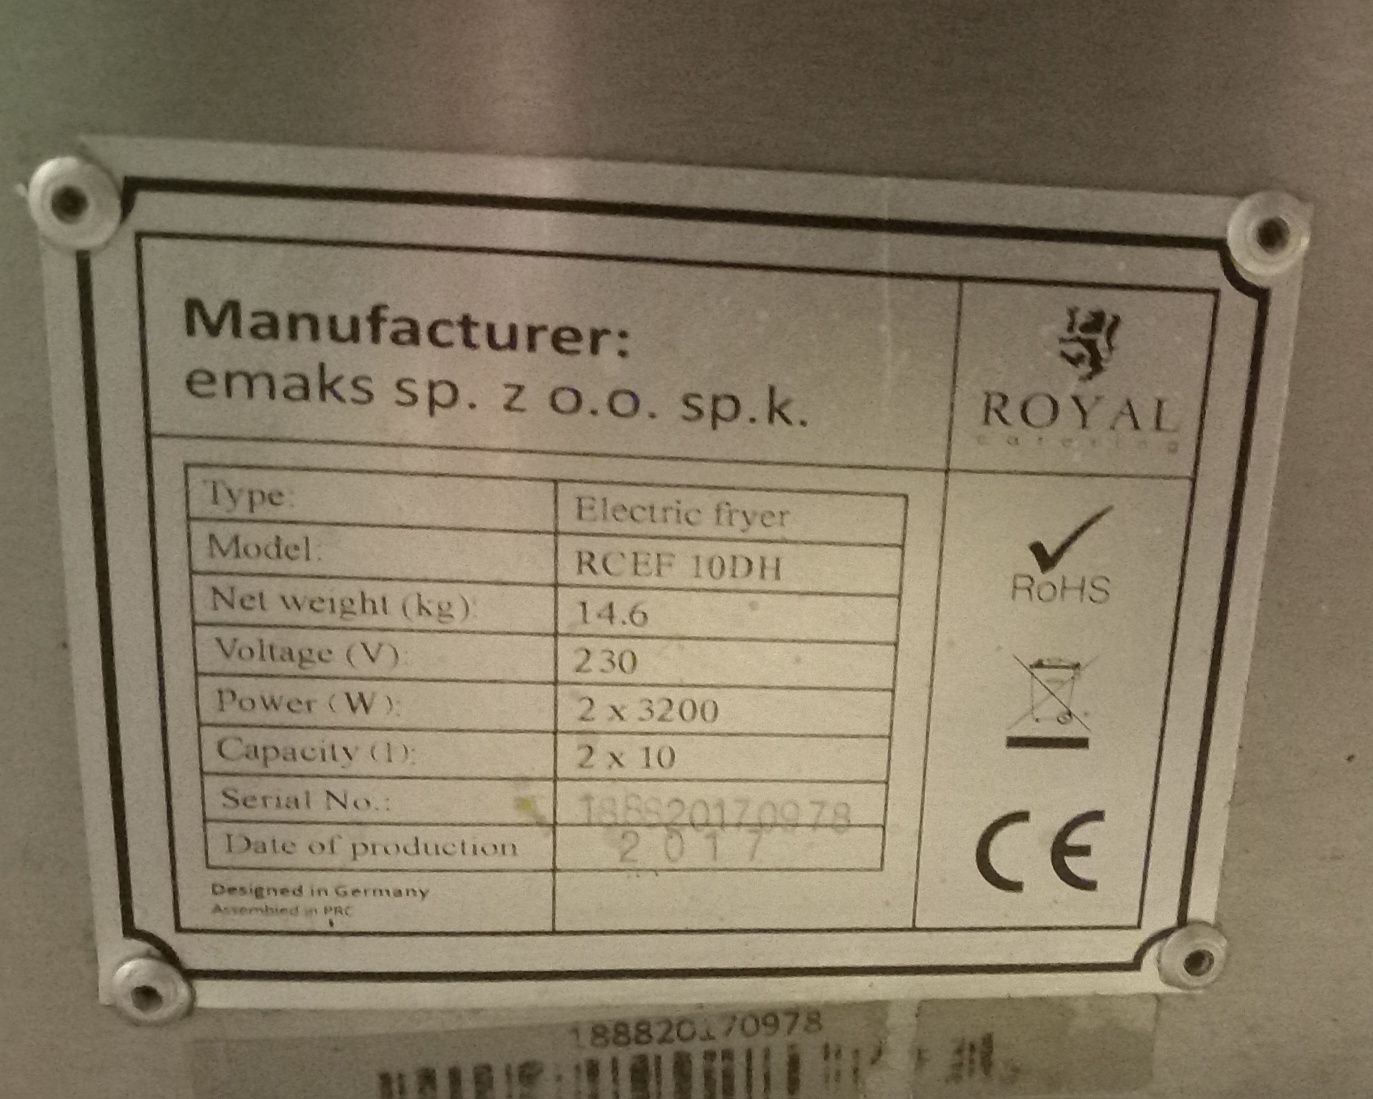 Manufacturer:
emaks sp. z o.o. sp.k.
ROYAL
catering
Type: Electric fryer
Model: RCEF 10DH
Net weight (kg): 14.6
Voltage (V): 230
Power (W): 2 x 3200
Capacity (l): 2 x 10
Serial No.: 188820170978
Date of production 2017
Designed in Germany
Assembled in PRC
RoHS
CE
188820170978